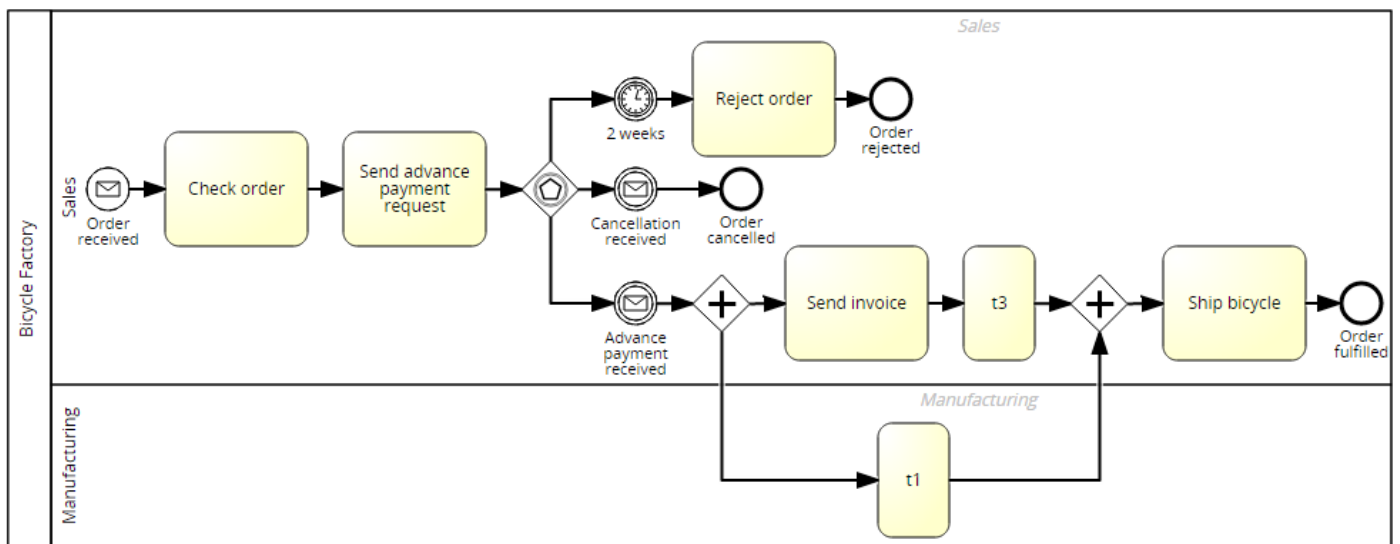 Bicycle Factory
Sales
Sales
Order
received
Check order
Send advance
payment
request
2 weeks
Reject order
Order
rejected
Cancellation
received
Order
cancelled
Advance
payment
received
Send invoice
t3
Ship bicycle
Order
fulfilled
Manufacturing
Manufacturing
t1